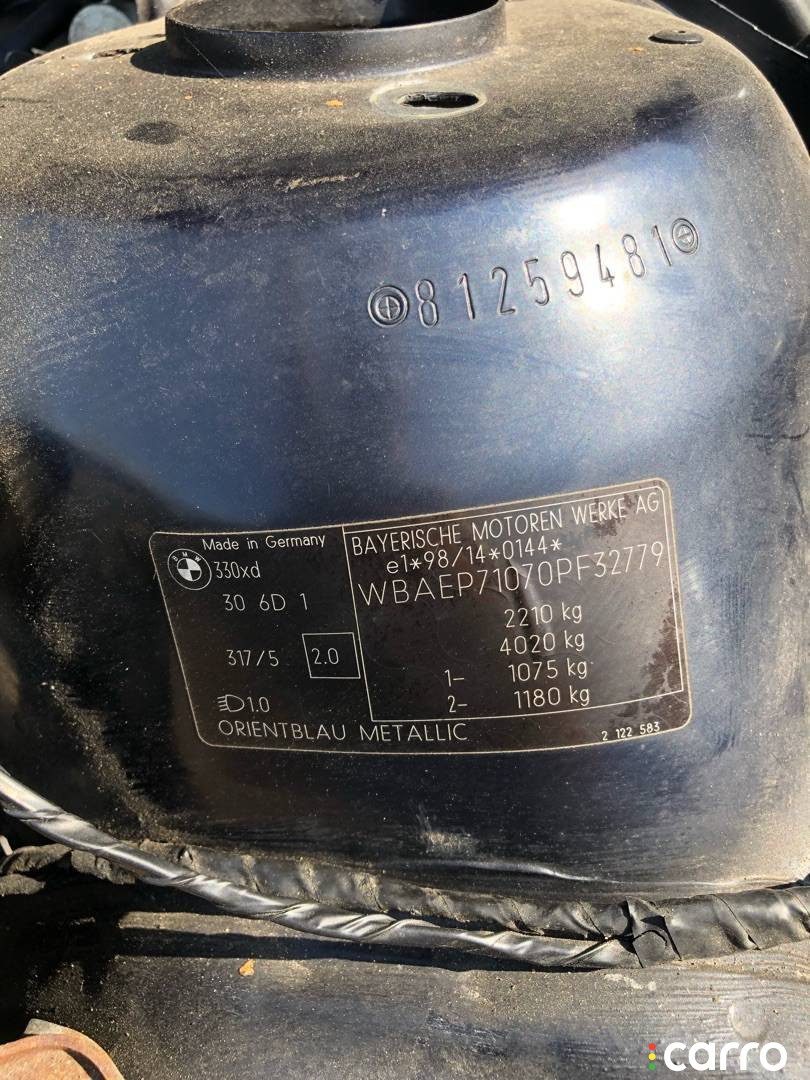 81259481
Made in Germany
BMW
330xd
30 6D 1
317/5 2.0
1.0
ORIENTBLAU METALLIC
BAYERISCHE MOTOREN WERKE AG
e1*98/14*0144*
WBAEP71070PF32779
2210 kg
4020 kg
1- 1075 kg
2- 1180 kg
2 122 583
carro